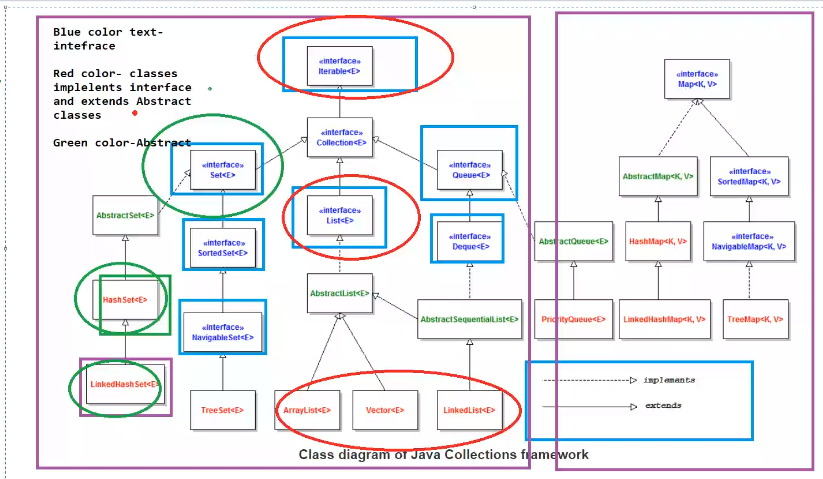 Blue color text-
intefrace
Red color- classes
implelents interface
and extends Abstract
classes
Green color-Abstract
«interface»
Iterable<E>
«interface»
Map<K, V>
«interface»
Collection<E>
«interface»
Set<E>
«interface»
Queue<E>
AbstractMap<K, V>
«interface»
SortedMap<K, V>
AbstractSet<E>
«interface»
List<E>
«interface»
SortedSet<E>
«interface»
Deque<E>
AbstractQueue<E>
HashMap<K, V>
«interface»
NavigableMap<K, V>
HashSet<E>
AbstractList<E>
«interface»
NavigableSet<E>
AbstractSequentialList<E>
PriorityQueue<E>
LinkedHashMap<K, V>
TreeMap<K, V>
LinkedHashSet<E>
TreeSet<E>
ArrayList<E>
Vector<E>
LinkedList<E>
implements
extends
Class diagram of Java Collections framework